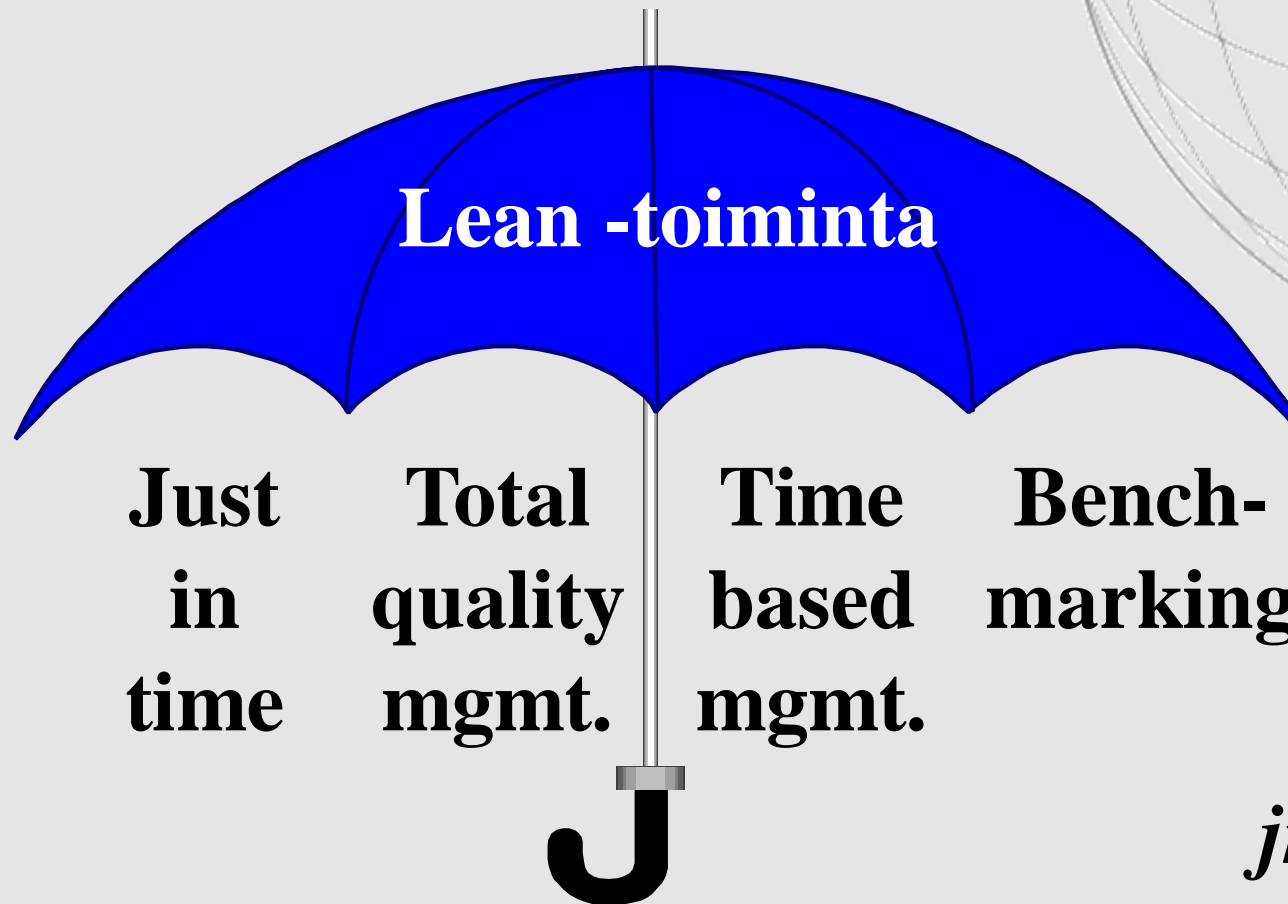 Lean -toiminta
Just
in
time
Total
quality
mgmt.
Time
based
mgmt.
Bench-
marking